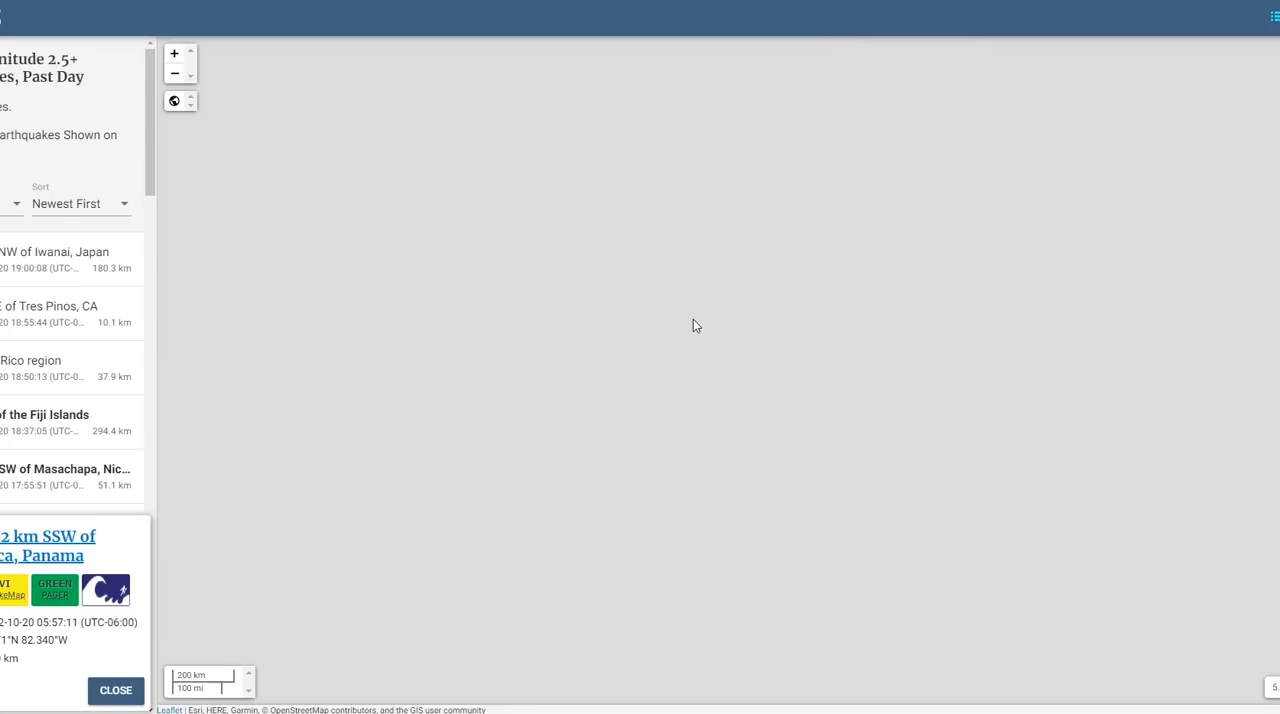 nitude 2.5+
es, Past Day
es.
arthquakes Shown on
Sort
Newest First
NW of Iwanai, Japan
20 19:00:08 (UTC-... 180.3 km
E of Tres Pinos, CA
20 18:55:44 (UTC-0... 10.1 km
Rico region
20 18:50:13 (UTC-0... 37.9 km
of the Fiji Islands
20 18:37:05 (UTC-... 294.4 km
SW of Masachapa, Nic...
20 17:55:51 (UTC-0... 51.1 km
2 km SSW of
ca, Panama
VI
keMap
GREEN
PAGER
2-10-20 05:57:11 (UTC-06:00)
1°N 82.340°W
km
CLOSE
+
−
200 km
100 mi
5.
Leaflet | Esri, HERE, Garmin, © OpenStreetMap contributors, and the GIS user community